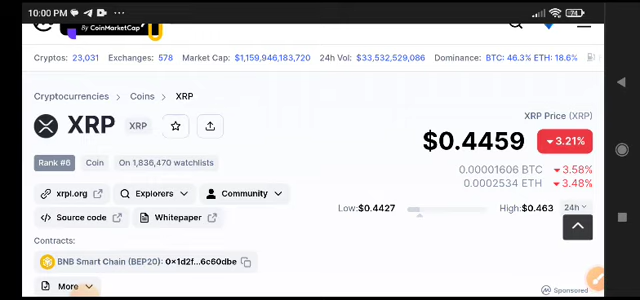 10:00 PM ... 74
By CoinMarketCap
Cryptos: 23,031 Exchanges: 578 Market Cap: $1,159,946,183,720 24h Vol: $33,532,529,086 Dominance: BTC: 46.3% ETH: 18.6%
Cryptocurrencies > Coins > XRP
XRP Price (XRP)
XRP XRP
$0.4459 3.21%
Rank #6 Coin On 1,836,470 watchlists
0.00001606 BTC 3.58%
0.0002534 ETH 3.48%
xrpl.org Explorers Community
Low: $0.4427 High: $0.463 24h
Source code Whitepaper
Contracts:
BNB Smart Chain (BEP20): 0x1d2f...6c60dbe
More
Sponsored